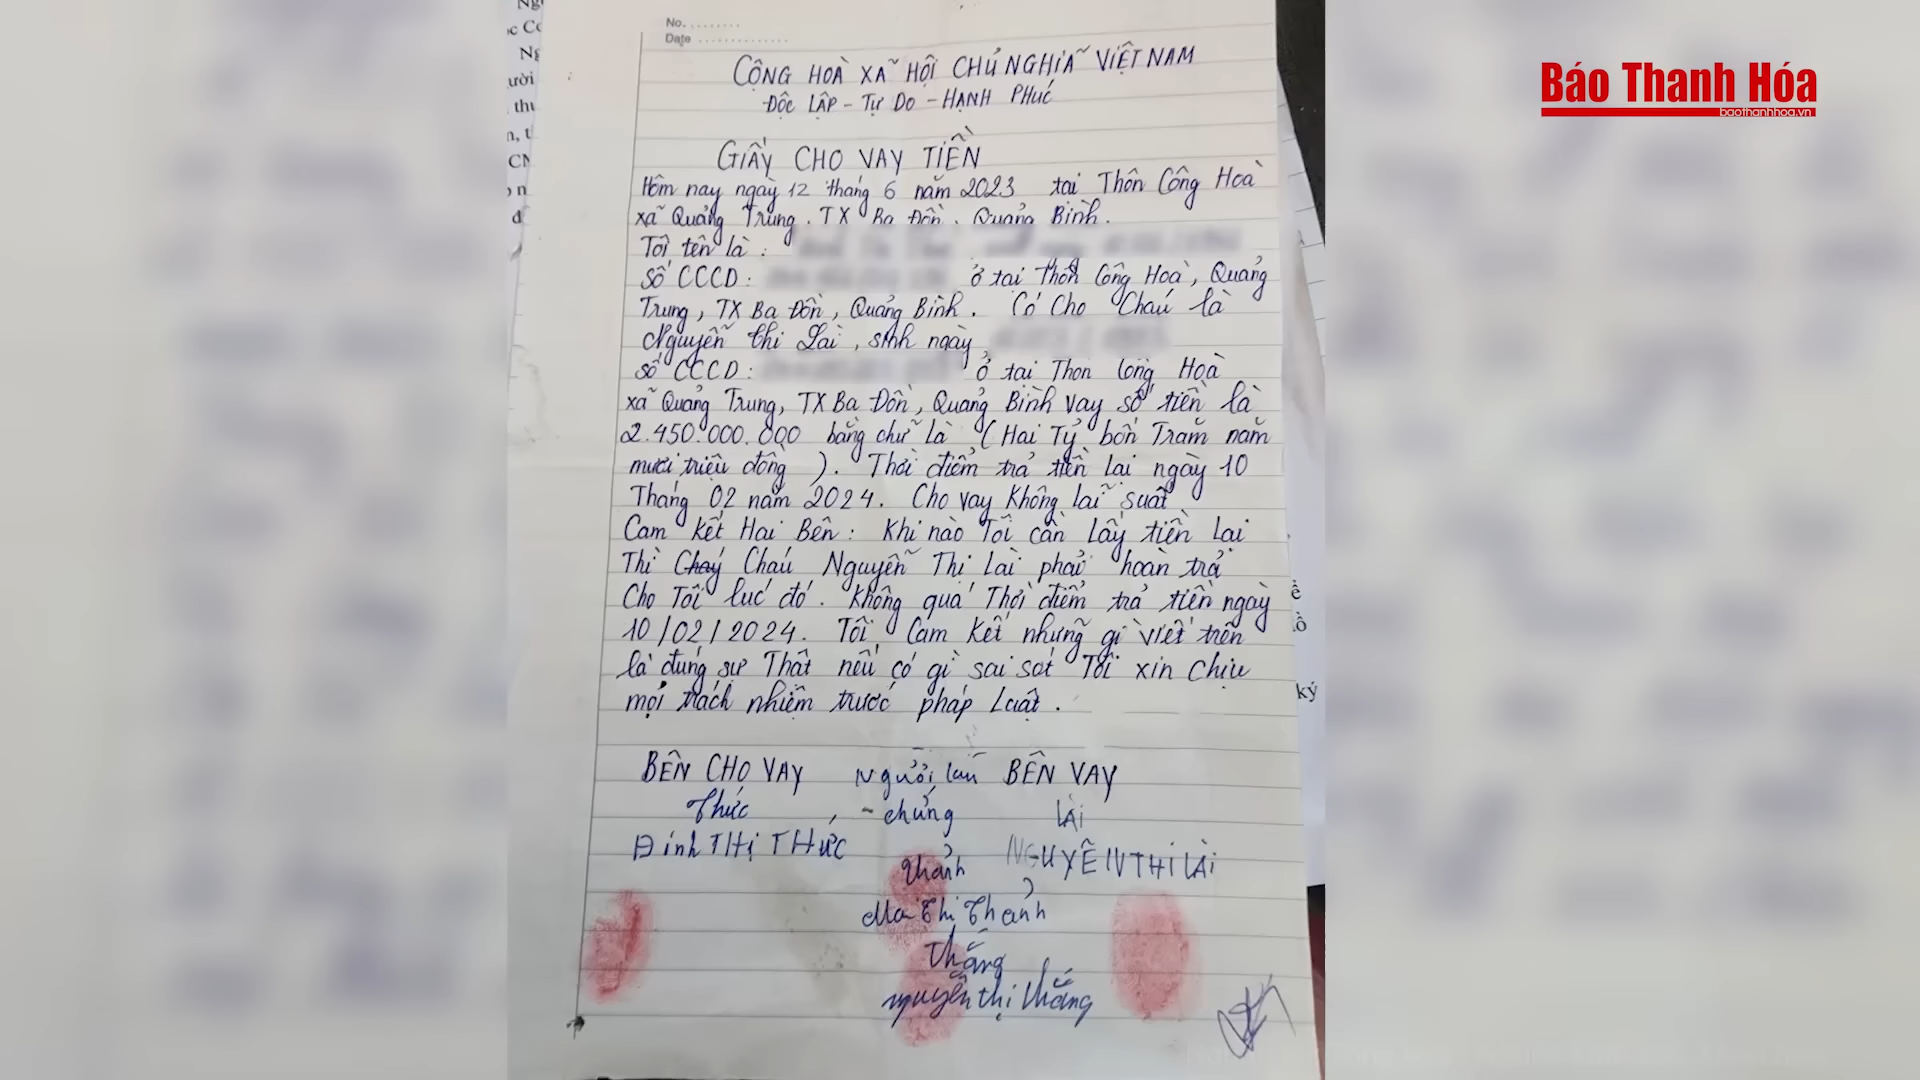 Báo Thanh Hóa
baothanhhoa.vn
No. ........
Date ..............
CỘNG HOÀ XÃ HỘI CHỦ NGHĨA VIỆT NAM
ĐỘC LẬP - TỰ DO - HẠNH PHÚC
GIẤY CHO VAY TIỀN
Hôm nay ngày 12 tháng 6 năm 2023 tại Thôn Công Hoà
xã Quảng Trung. TX Ba Đồn. Quảng Bình.
Tôi tên là :
Số CCCD: ở tại Thôn Công Hoà, Quảng
Trung, TX Ba Đồn, Quảng Bình. Có Cho Cháu là
Nguyễn Thị Lài, sinh ngày
số CCCD: ở tại Thôn Công Hoà
xã Quảng Trung, TX Ba Đồn, Quảng Bình vay số tiền là
2.450.000.000 bằng chữ là (Hai Tỷ bốn Trăm năm
mươi triệu đồng ). Thời điểm trả tiền lại ngày 10
Tháng 02 năm 2024. Cho vay Không lãi suất
Cam kết Hai Bên: Khi nào Tôi cần Lấy tiền Lại
Thì Cháu Nguyễn Thị Lài phải hoàn trả
Cho Tôi lúc đó. Không quá Thời điểm trả tiền ngày
10/02/2024. Tôi Cam kết những gì viết trên
là đúng sự Thật nếu có gì sai sót Tôi xin Chịu
mọi trách nhiệm trước pháp Luật.
BÊN CHO VAY Người làm BÊN VAY
Thức chứng LÀI
Đinh THị THức
NGUYỄN THỊ LÀI
Thảnh
Mai Thị Thảnh
Thắng
nguyễn thị thắng